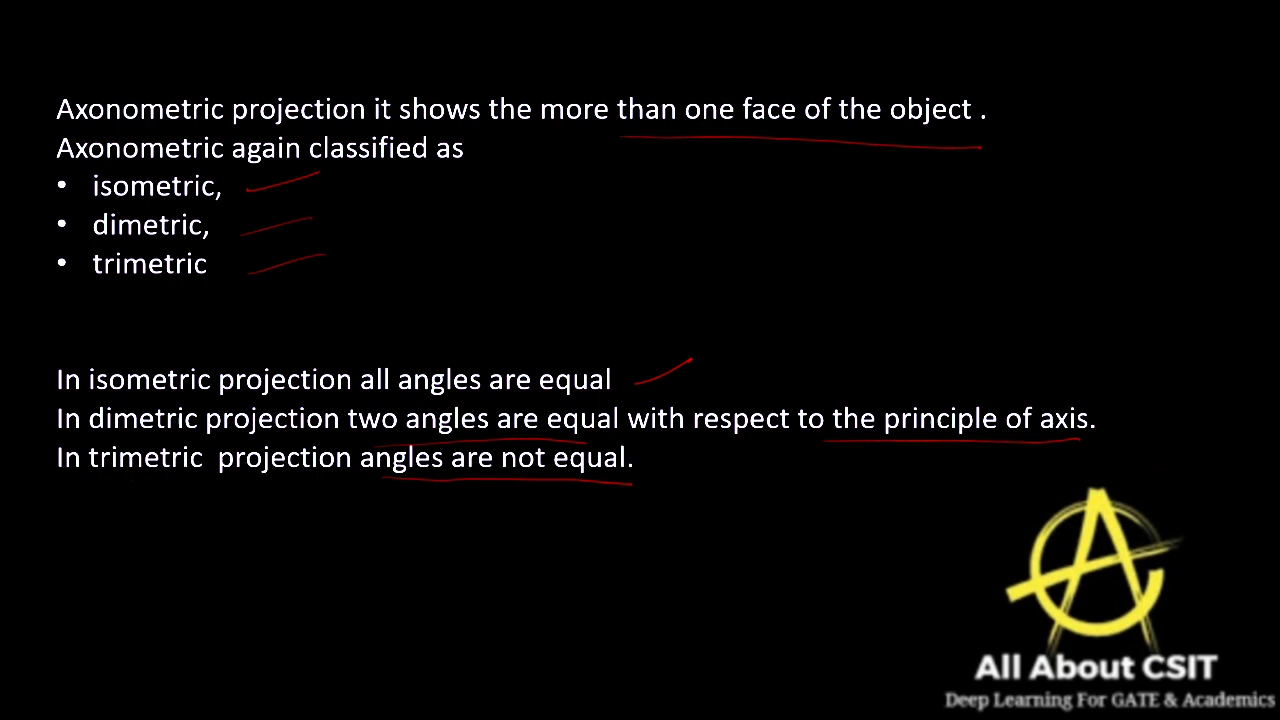 Axonometric projection it shows the more than one face of the object .
Axonometric again classified as
• isometric,
• dimetric,
• trimetric
In isometric projection all angles are equal
In dimetric projection two angles are equal with respect to the principle of axis.
In trimetric  projection angles are not equal.
All About CSIT
Deep Learning For GATE & Academics